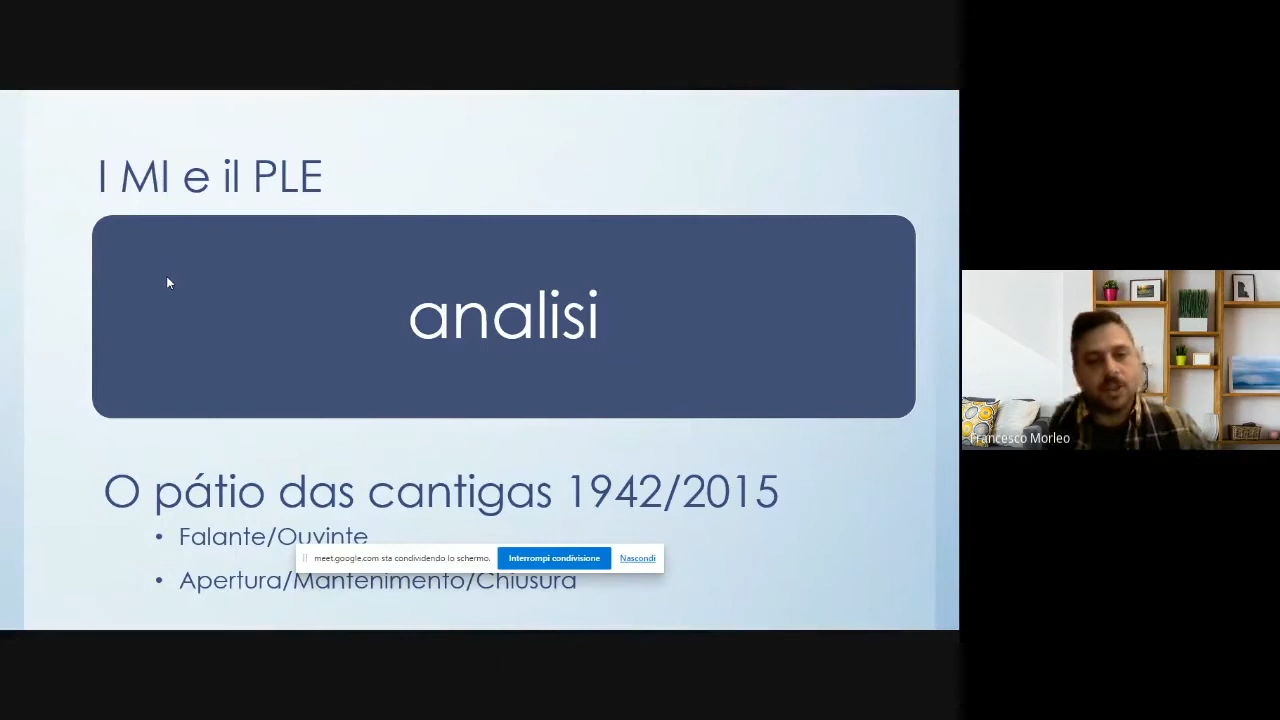 I MI e il PLE
analisi
O pátio das cantigas 1942/2015
• Falante/Ouvinte
meet.google.com sta condividendo lo schermo. Interrompi condivisione Nascondi
• Apertura/Mantenimento/Chiusura
Francesco Morleo